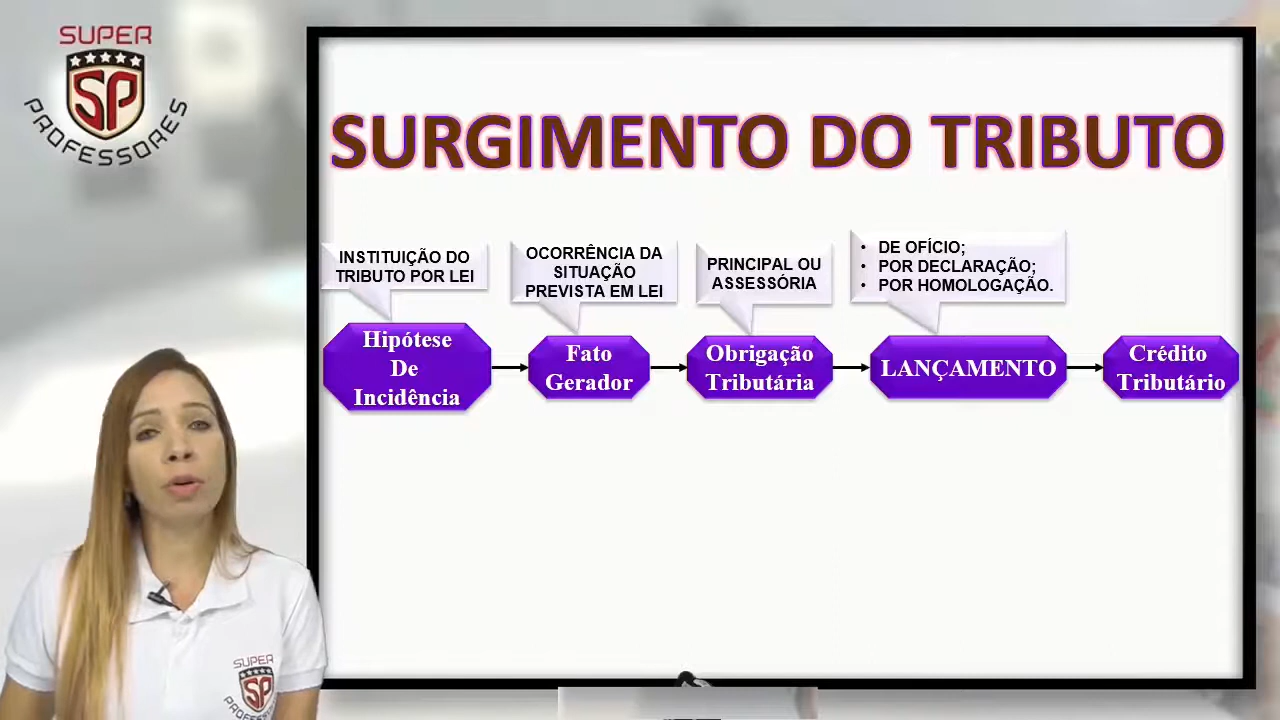 SUPER
SP
PROFESSORES
SURGIMENTO DO TRIBUTO
INSTITUIÇÃO DO
TRIBUTO POR LEI
OCORRÊNCIA DA
SITUAÇÃO
PREVISTA EM LEI
PRINCIPAL OU
ASSESSÓRIA
• DE OFÍCIO;
• POR DECLARAÇÃO;
• POR HOMOLOGAÇÃO.
Hipótese
De
Incidência
Fato
Gerador
Obrigação
Tributária
LANÇAMENTO
Crédito
Tributário
SUPER
SP
PROFESSORES